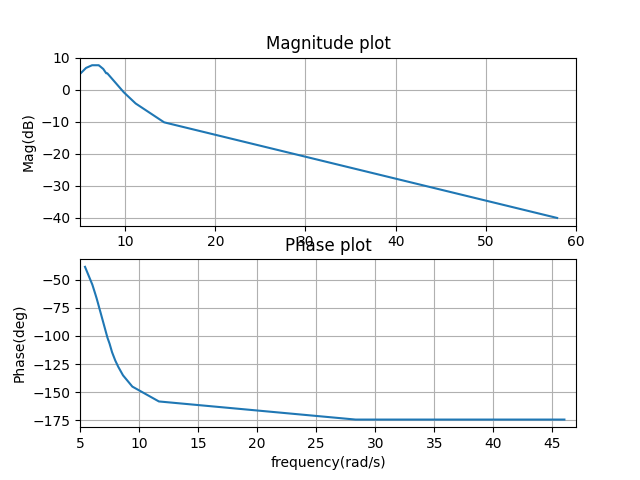 Magnitude plot
Mag(dB)
10
0
−10
−20
−30
−40
10 20 30 40 50 60
Phase plot
Phase(deg)
−50
−75
−100
−125
−150
−175
5 10 15 20 25 30 35 40 45
frequency(rad/s)